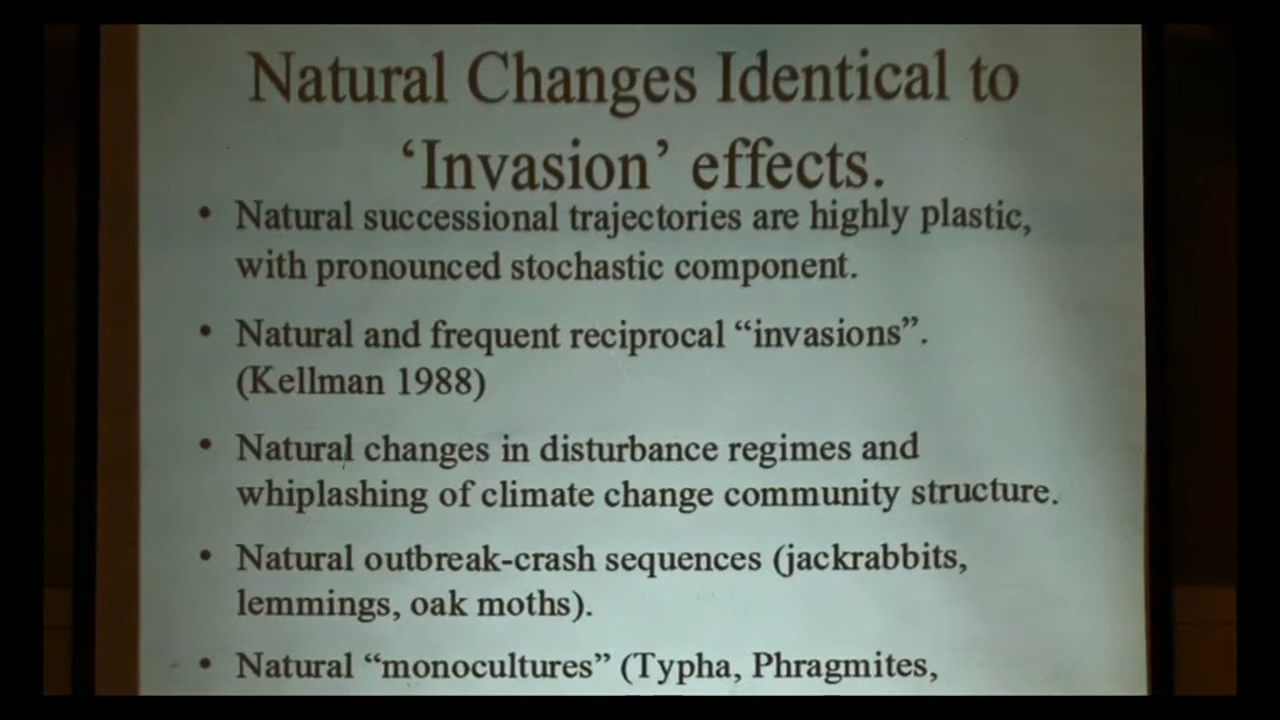 Natural Changes Identical to
‘Invasion’ effects.
• Natural successional trajectories are highly plastic,
with pronounced stochastic component.
• Natural and frequent reciprocal “invasions”.
(Kellman 1988)
• Natural changes in disturbance regimes and
whiplashing of climate change community structure.
• Natural outbreak-crash sequences (jackrabbits,
lemmings, oak moths).
• Natural “monocultures” (Typha, Phragmites,